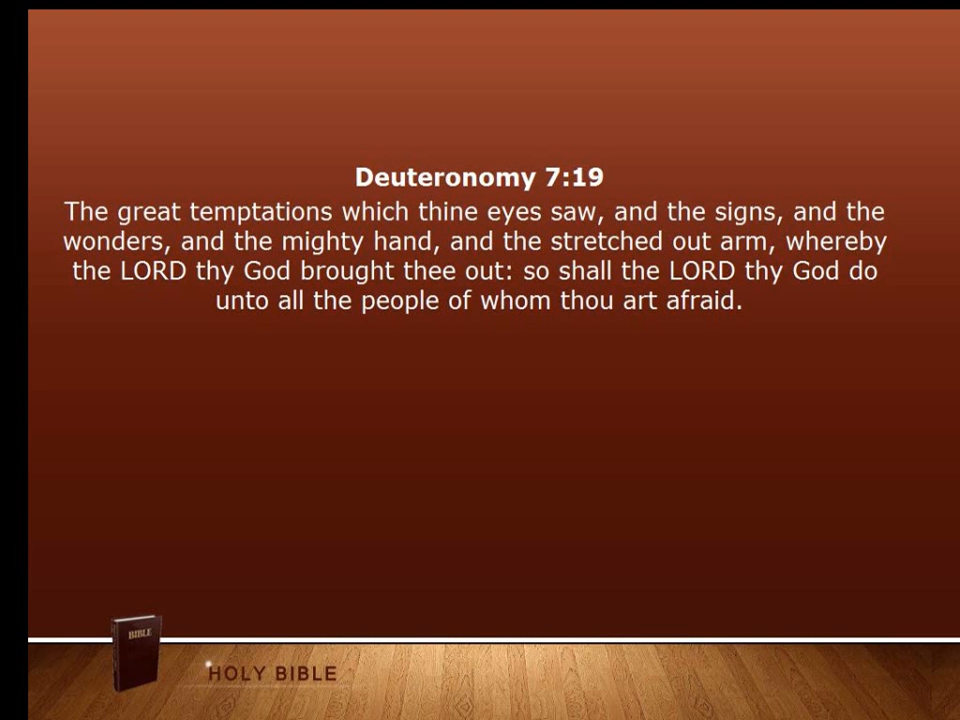 Deuteronomy 7:19
The great temptations which thine eyes saw, and the signs, and the
wonders, and the mighty hand, and the stretched out arm, whereby
the LORD thy God brought thee out: so shall the LORD thy God do
unto all the people of whom thou art afraid.
BIBLE
HOLY BIBLE